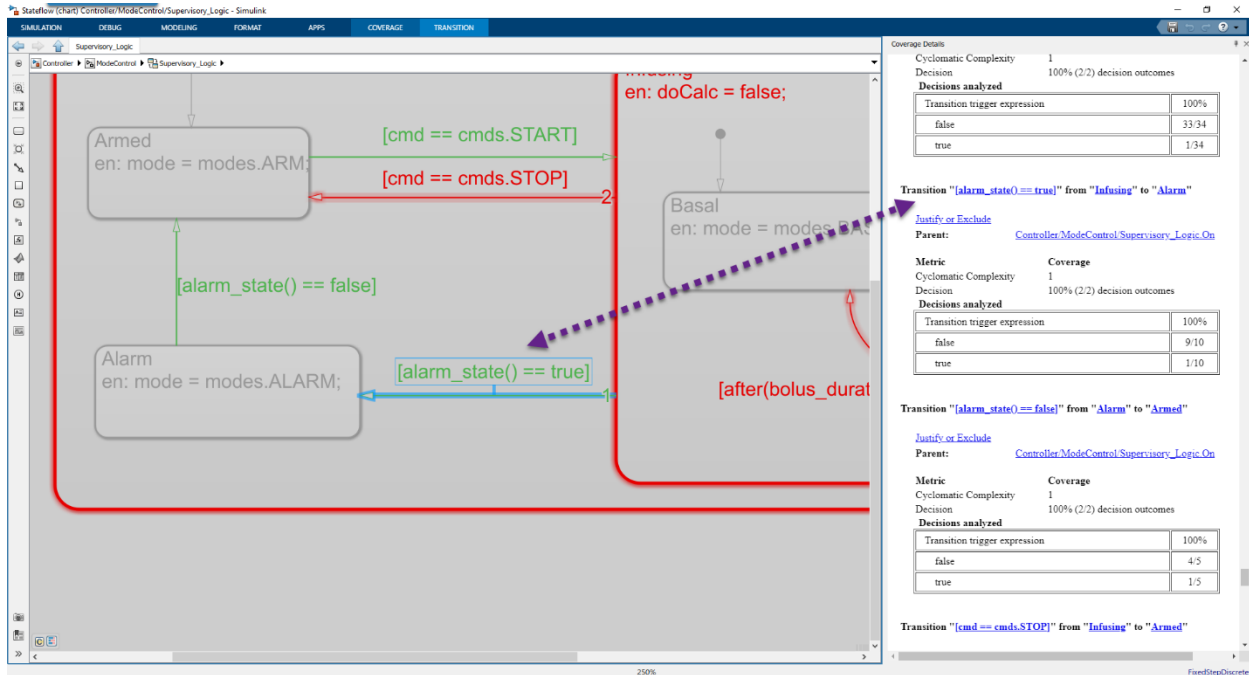 Stateflow (chart) Controller/ModeControl/Supervisory_Logic - Simulink
SIMULATION DEBUG MODELING FORMAT APPS COVERAGE TRANSITION
Supervisory_Logic
Controller ModeControl Supervisory_Logic
Infusing
en: doCalc = false;
Armed
en: mode = modes.ARM;
[cmd == cmds.START]
[cmd == cmds.STOP]
2
Basal
en: mode = modes.BAS
[alarm_state() == false]
Alarm
en: mode = modes.ALARM;
[alarm_state() == true]
1
[after(bolus_durat
250%
FixedStepDiscrete
Coverage Details
Cyclomatic Complexity 1
Decision 100% (2/2) decision outcomes
Decisions analyzed
Transition trigger expression 100%
false 33/34
true 1/34
Transition "[alarm_state() == true]" from "Infusing" to "Alarm"
Justify or Exclude
Parent: Controller/ModeControl/Supervisory_Logic.On
Metric Coverage
Cyclomatic Complexity 1
Decision 100% (2/2) decision outcomes
Decisions analyzed
Transition trigger expression 100%
false 9/10
true 1/10
Transition "[alarm_state() == false]" from "Alarm" to "Armed"
Justify or Exclude
Parent: Controller/ModeControl/Supervisory_Logic.On
Metric Coverage
Cyclomatic Complexity 1
Decision 100% (2/2) decision outcomes
Decisions analyzed
Transition trigger expression 100%
false 4/5
true 1/5
Transition "[cmd == cmds.STOP]" from "Infusing" to "Armed"